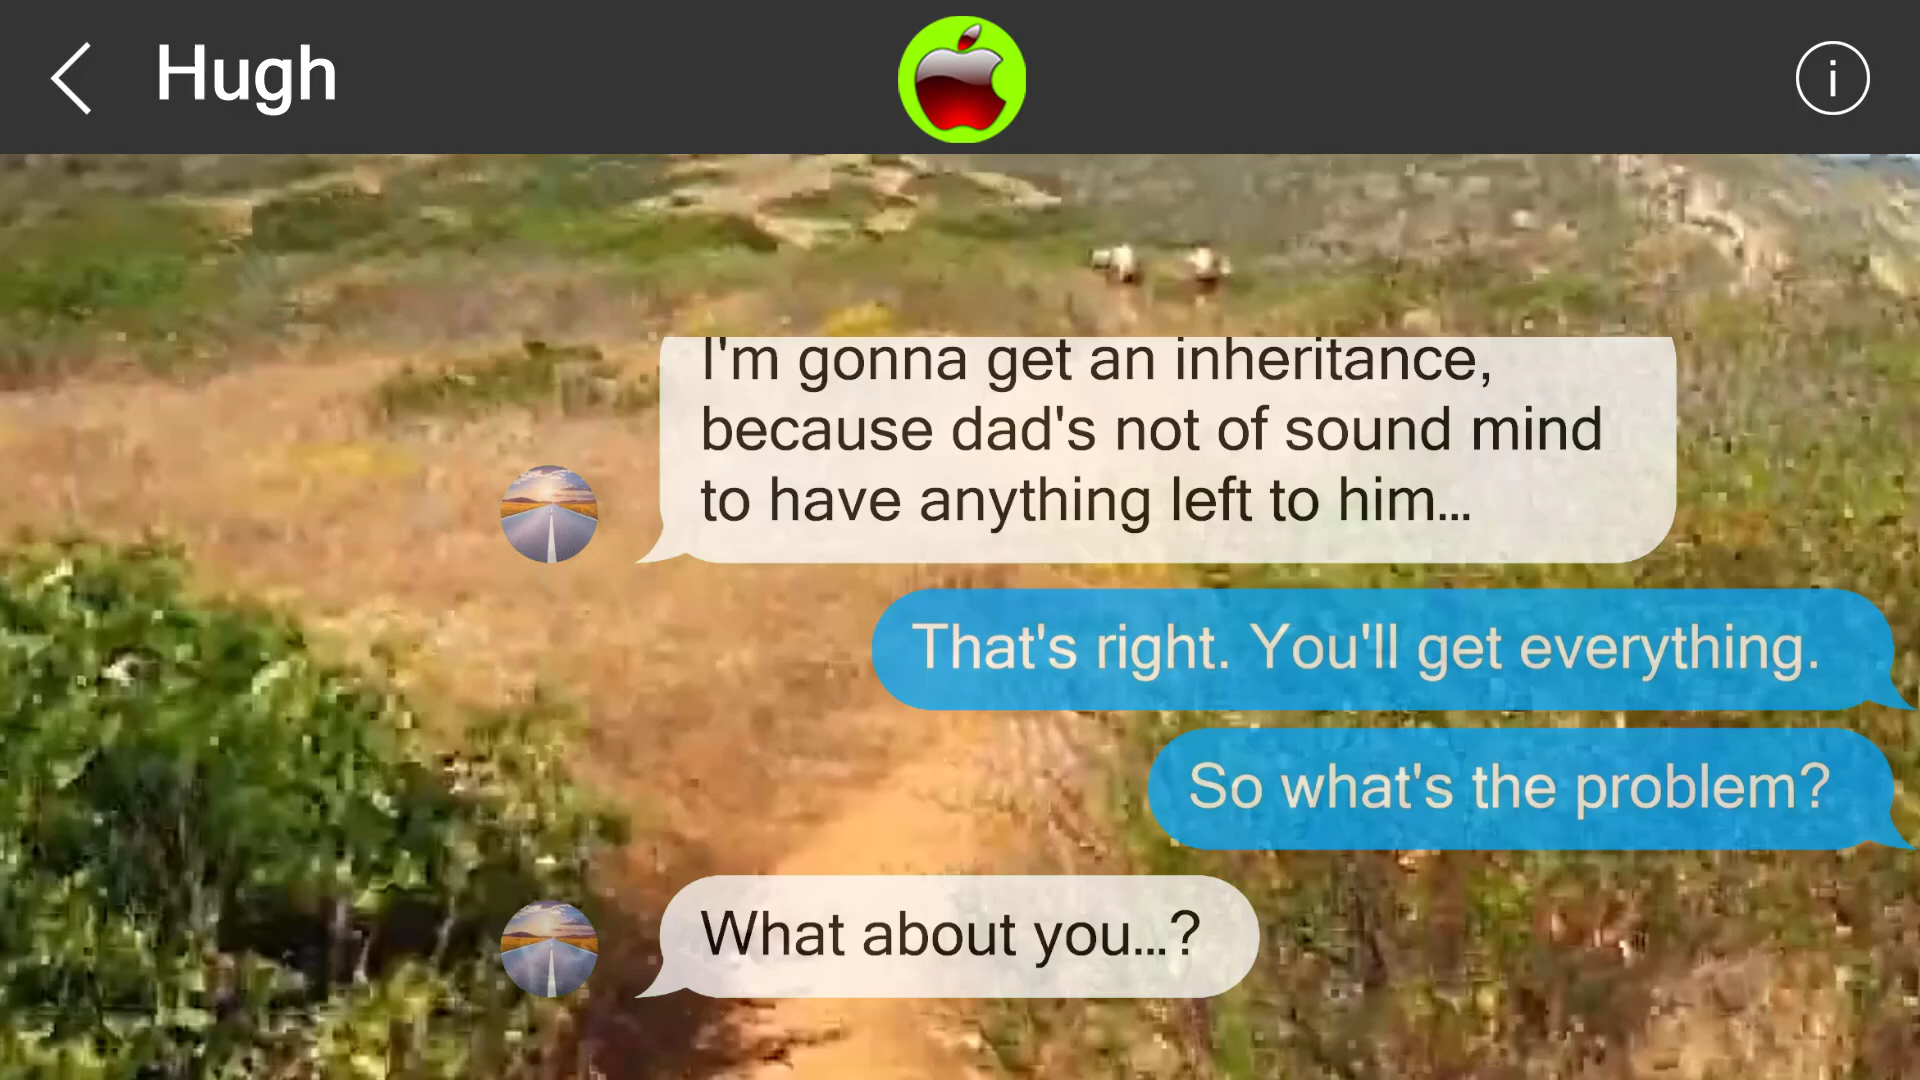 Hugh
i
I'm gonna get an inheritance,
because dad's not of sound mind
to have anything left to him...
That's right. You'll get everything.
So what's the problem?
What about you...?